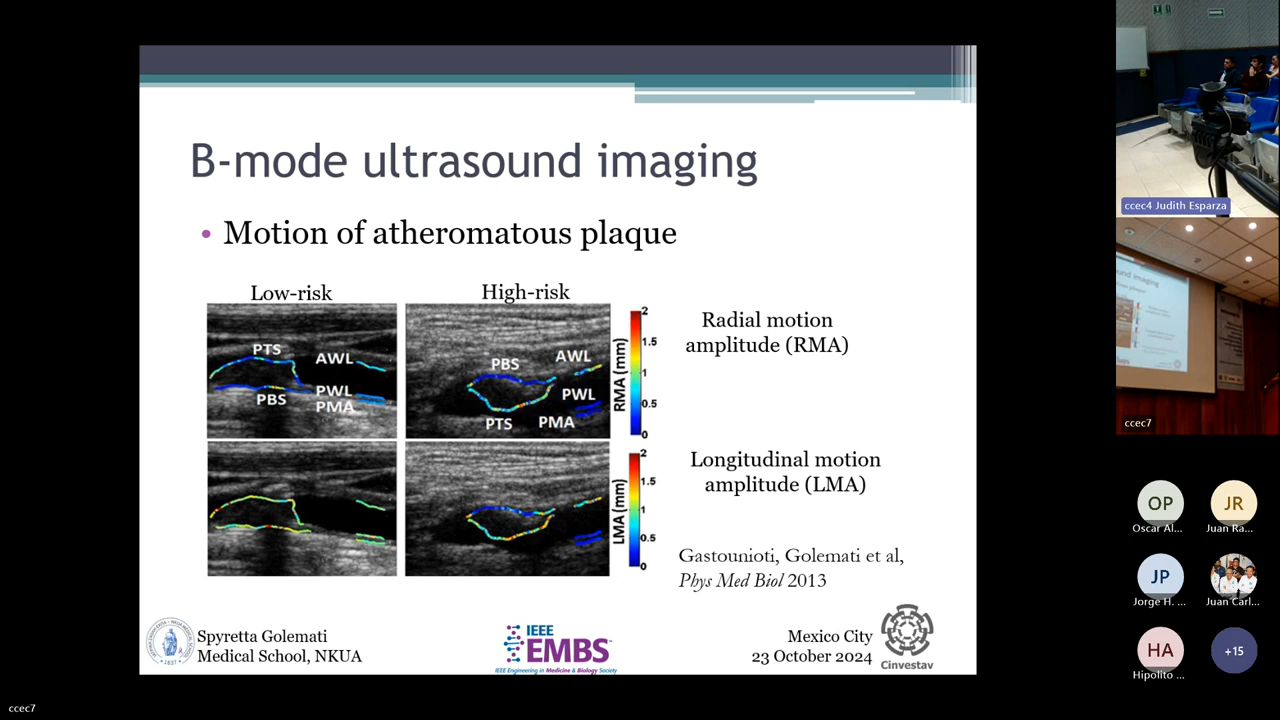 B-mode ultrasound imaging
• Motion of atheromatous plaque
Low-risk
High-risk
PTS
AWL
PBS
PWL
PMA
PBS
AWL
PWL
PTS
PMA
2
1.5
1
0.5
0
RMA (mm)
Radial motion
amplitude (RMA)
2
1.5
1
0.5
0
LMA (mm)
Longitudinal motion
amplitude (LMA)
Gastounioti, Golemati et al,
Phys Med Biol 2013
Spyretta Golemati
Medical School, NKUA
IEEE
EMBS
IEEE Engineering in Medicine & Biology Society
Mexico City
23 October 2024
Cinvestav
ccec4 Judith Esparza
ccec7
OP
Oscar Al...
JR
Juan Ra...
JP
Jorge H. ...
Juan Carl...
HA
Hipolito ...
+15
ccec7